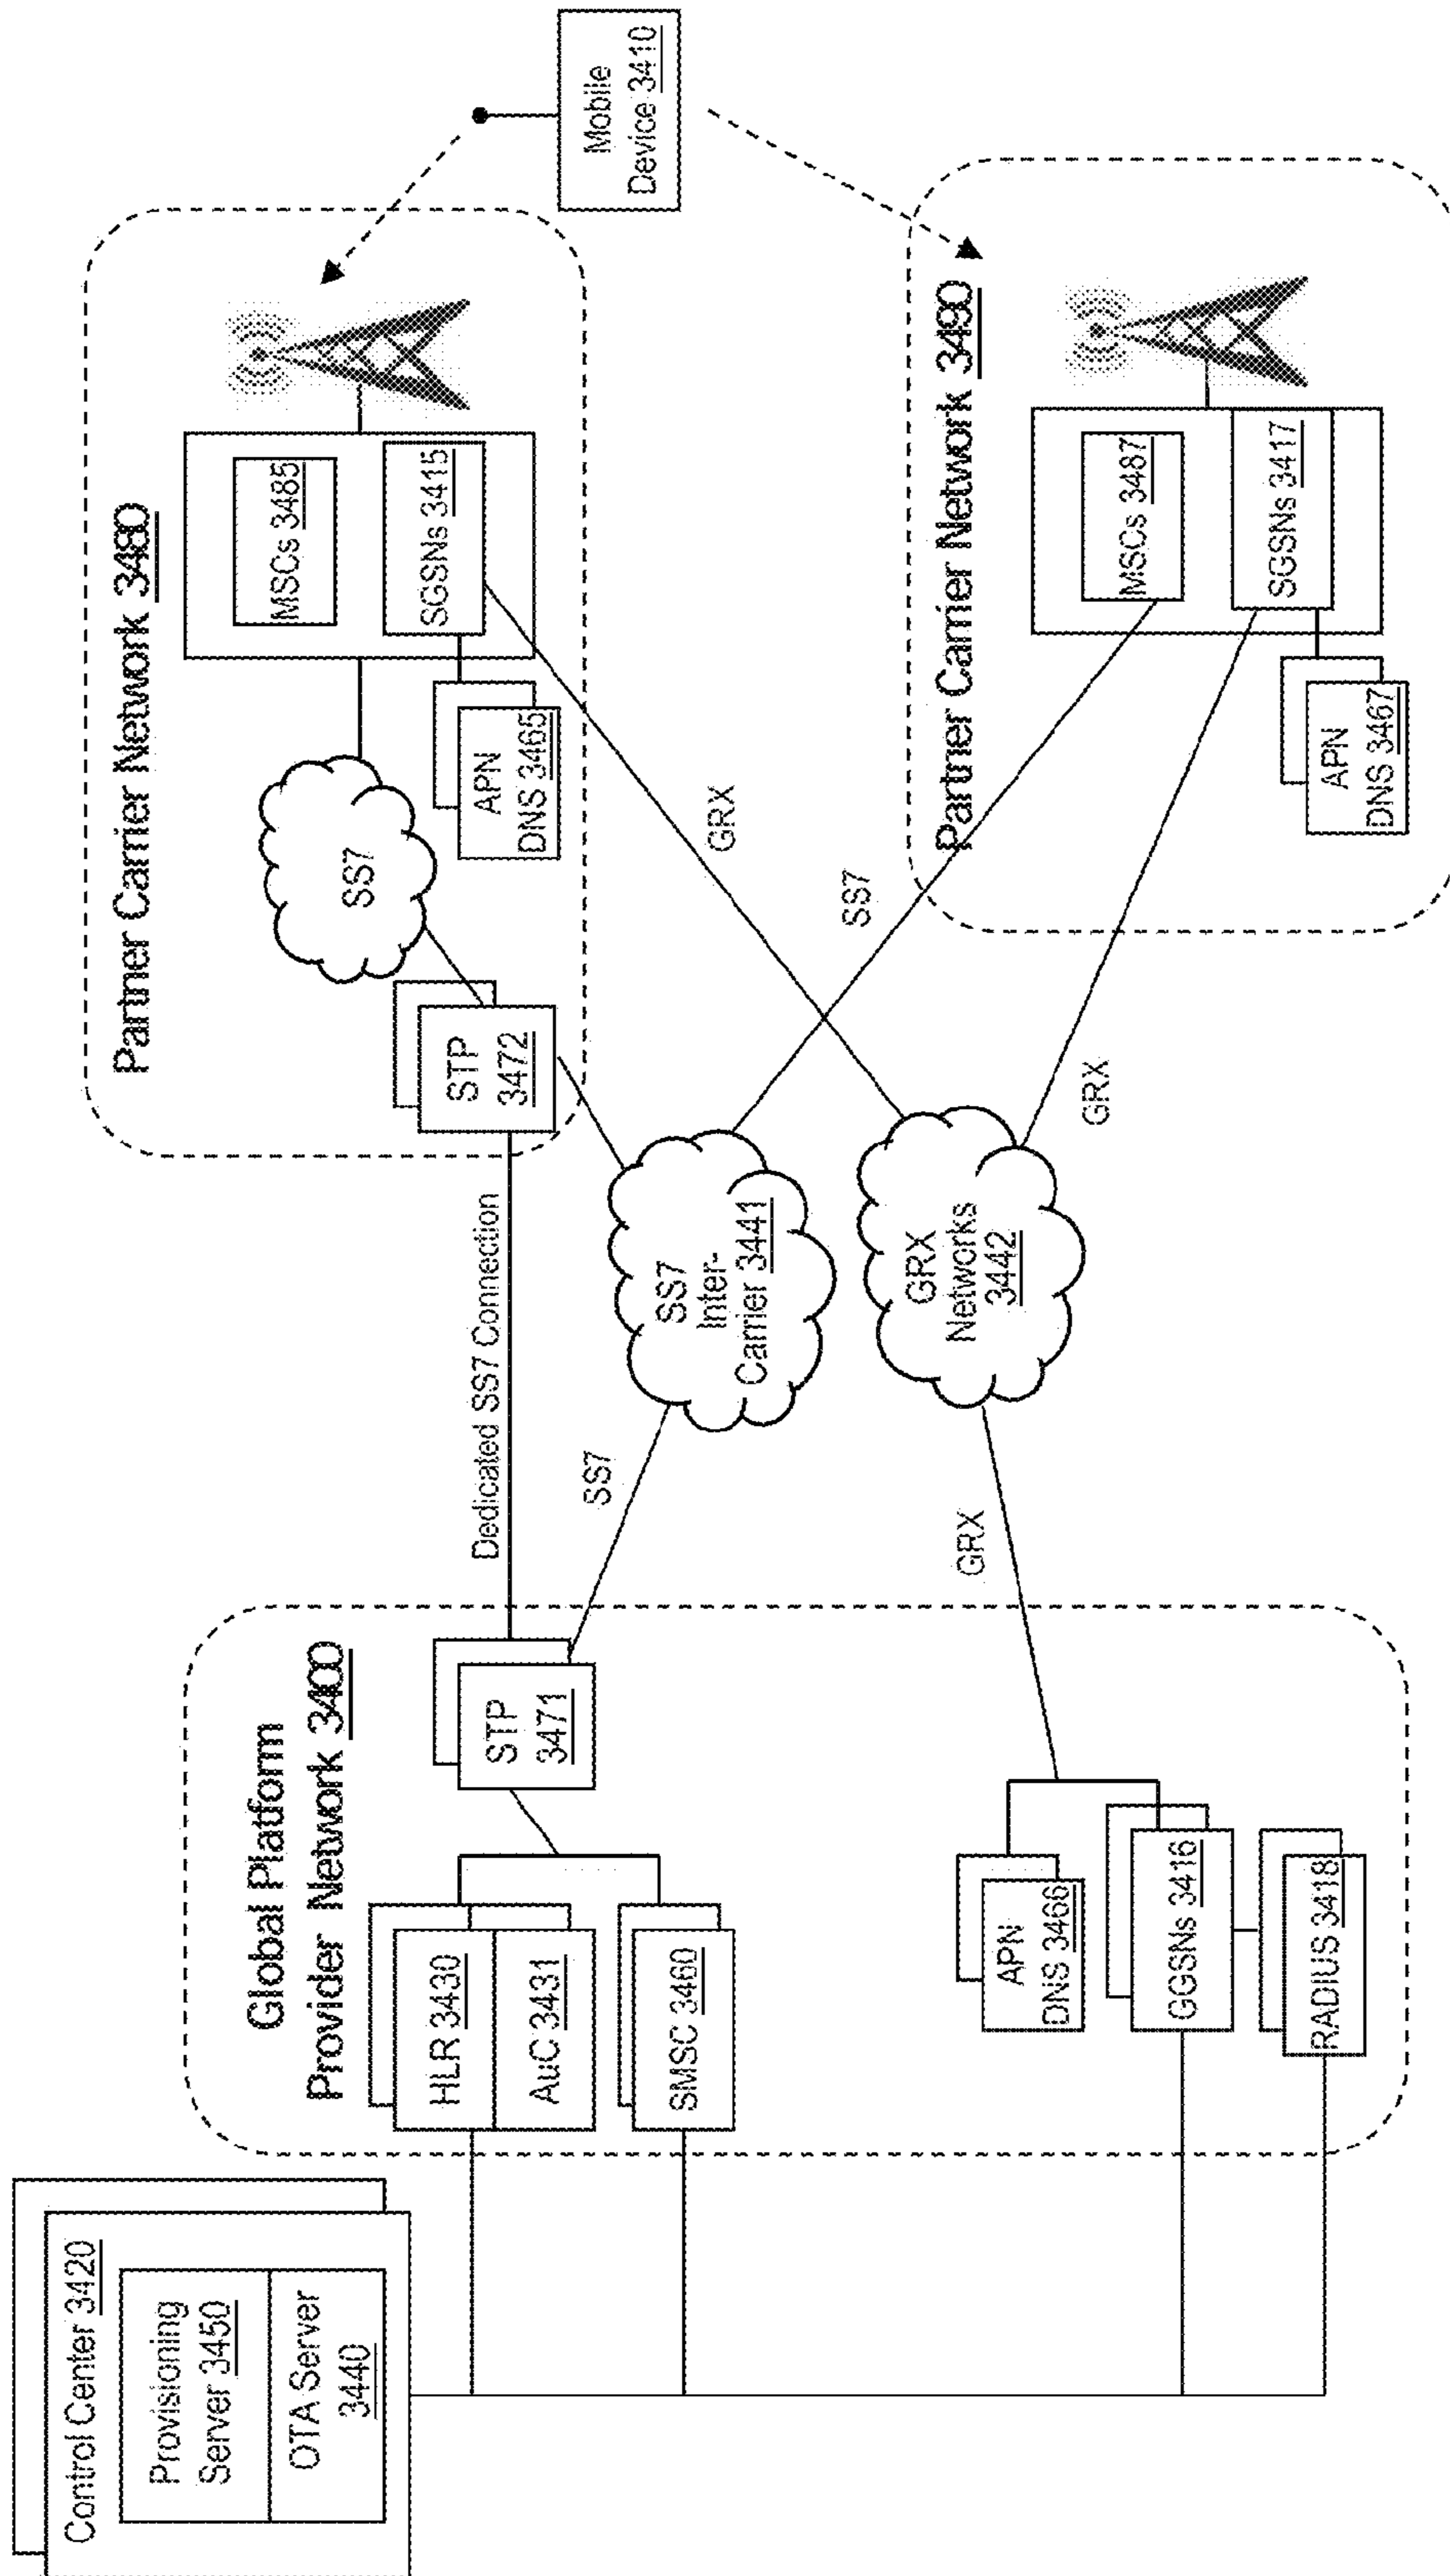 Control Center 3420
Provisioning
Server 3450
OTA Server
3440
Global Platform
Provider Network 3400
HLR 3430
AuC 3431
SMSC 3460
STP
3471
APN
DNS 3466
GGSNs 3416
RADIUS 3418
Dedicated SS7 Connection
SS7
SS7
Inter-
Carrier 3441
GRX
GRX
Networks
3442
GRX
SS7
GRX
Partner Carrier Network 3480
STP
3472
SS7
MSCs 3485
SGSNs 3415
APN
DNS 3465
Partner Carrier Network 3490
MSCs 3487
SGSNs 3417
APN
DNS 3467
Mobile
Device 3410